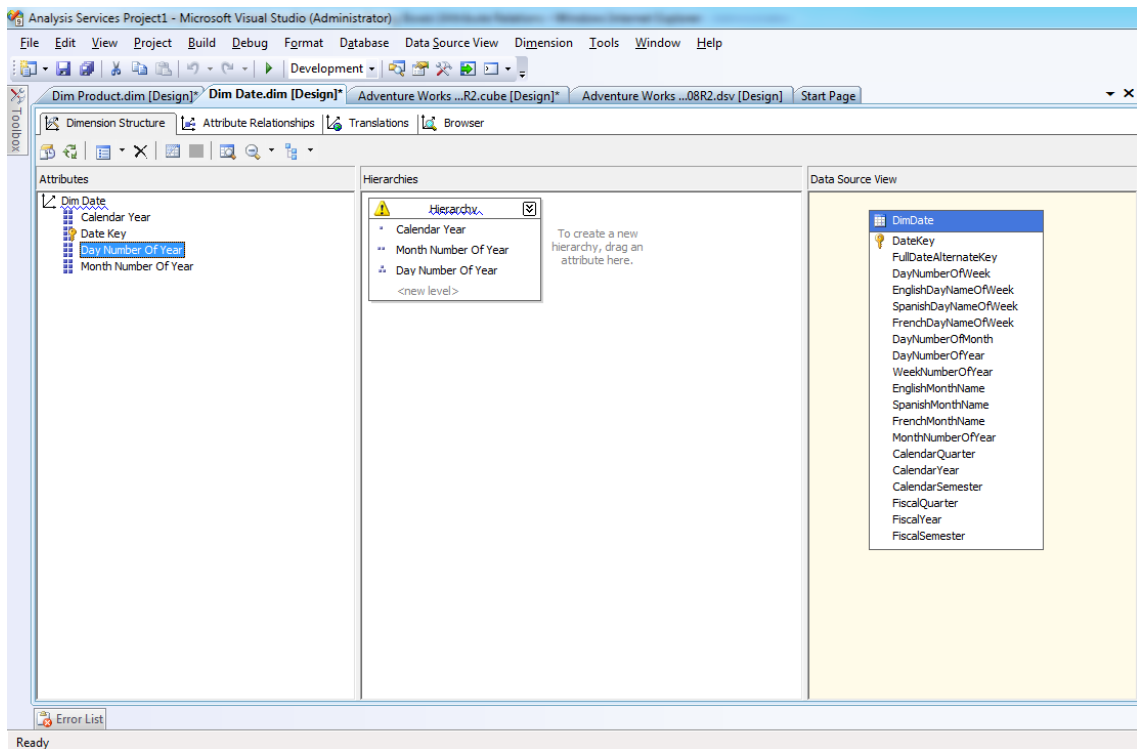 Analysis Services Project1 - Microsoft Visual Studio (Administrator)
File Edit View Project Build Debug Format Database Data Source View Dimension Tools Window Help
Development
Dim Product.dim [Design]* Dim Date.dim [Design]* Adventure Works ...R2.cube [Design]* Adventure Works ...08R2.dsv [Design] Start Page
Toolbox
Dimension Structure Attribute Relationships Translations Browser
Attributes
Dim Date
Calendar Year
Date Key
Day Number Of Year
Month Number Of Year
Hierarchies
Hierarchy
Calendar Year
Month Number Of Year
Day Number Of Year
<new level>
To create a new
hierarchy, drag an
attribute here.
Data Source View
DimDate
DateKey
FullDateAlternateKey
DayNumberOfWeek
EnglishDayNameOfWeek
SpanishDayNameOfWeek
FrenchDayNameOfWeek
DayNumberOfMonth
DayNumberOfYear
WeekNumberOfYear
EnglishMonthName
SpanishMonthName
FrenchMonthName
MonthNumberOfYear
CalendarQuarter
CalendarYear
CalendarSemester
FiscalQuarter
FiscalYear
FiscalSemester
Error List
Ready